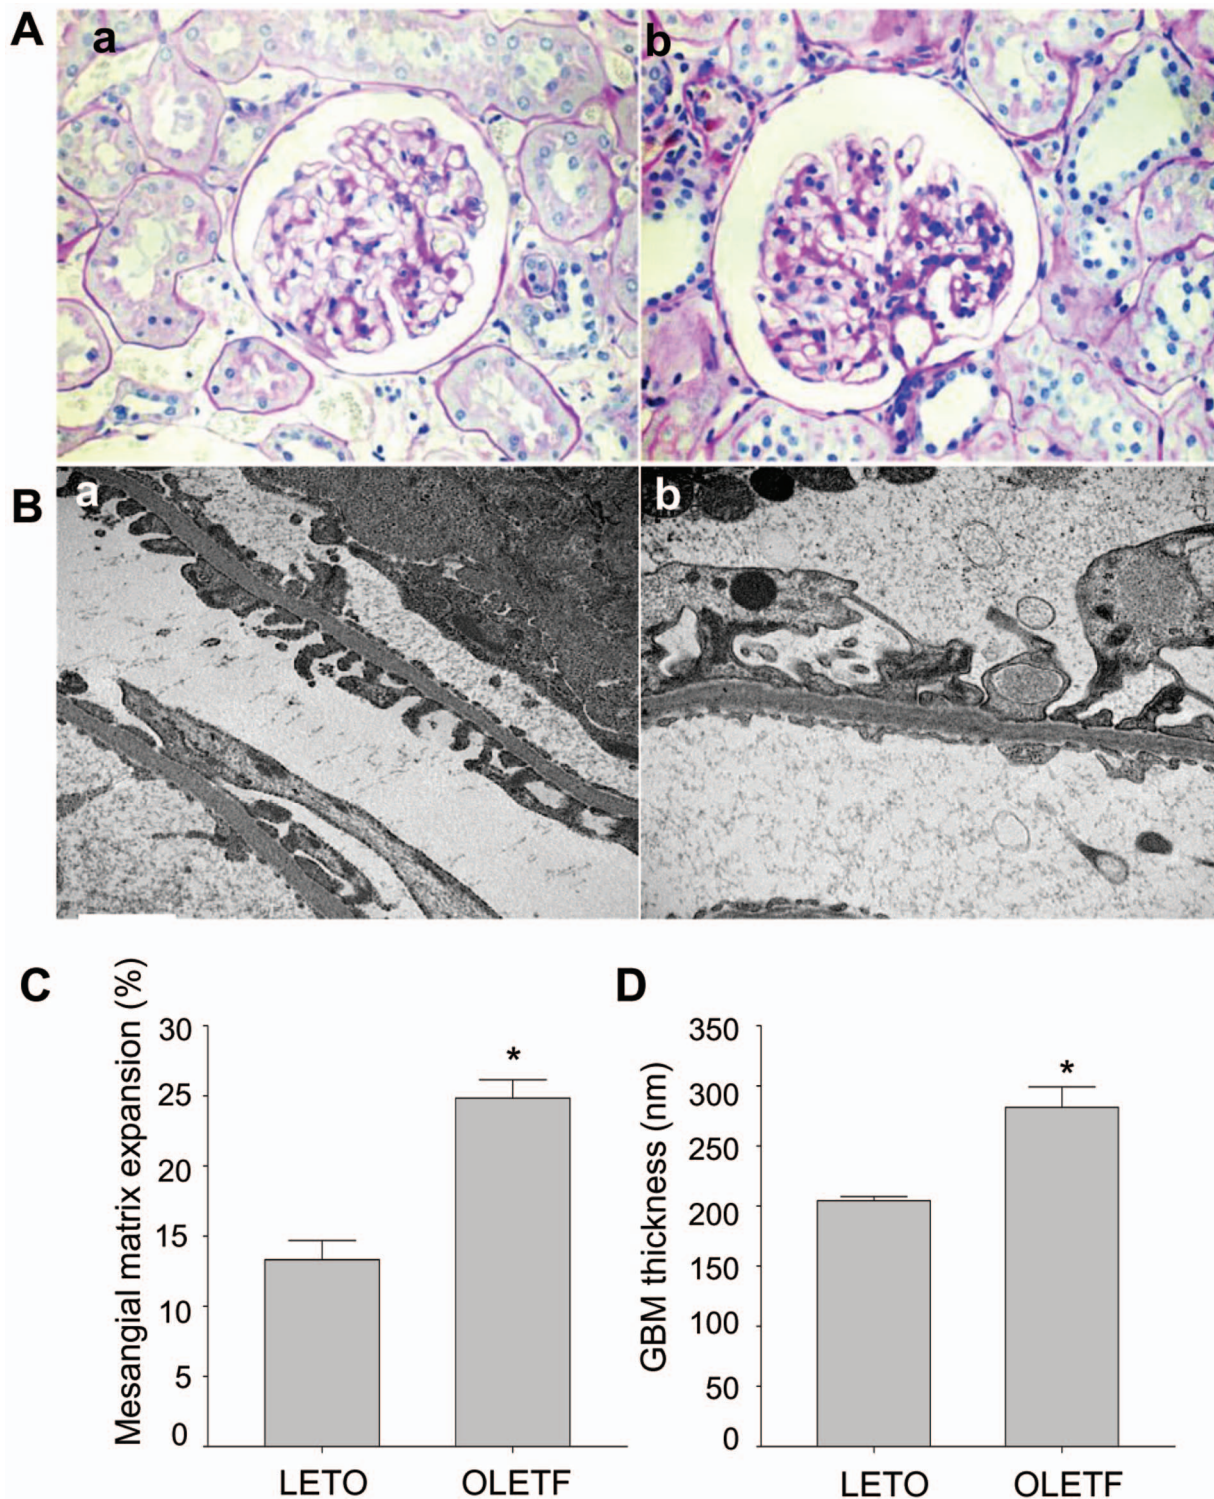 A
a
b
B
a
b
C
D
Mesangial matrix expansion (%)
30
25
20
15
10
5
0
*
LETO
OLETF
GBM thickness (nm)
350
300
250
200
150
100
50
0
*
LETO
OLETF